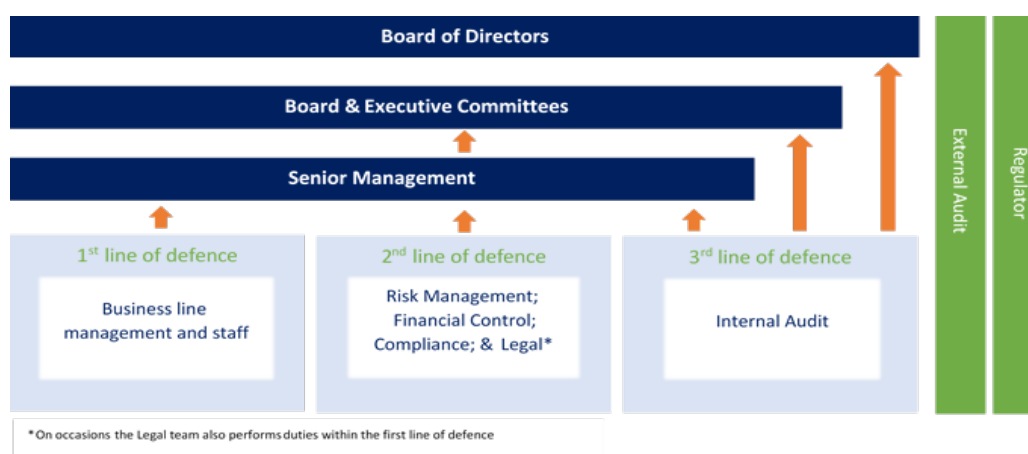 Board of Directors
Board & Executive Committees
Senior Management
1st line of defence
Business line
management and staff
2nd line of defence
Risk Management;
Financial Control;
Compliance; & Legal*
3rd line of defence
Internal Audit
External Audit
Regulator
*On occasions the Legal team also performs duties within the first line of defence